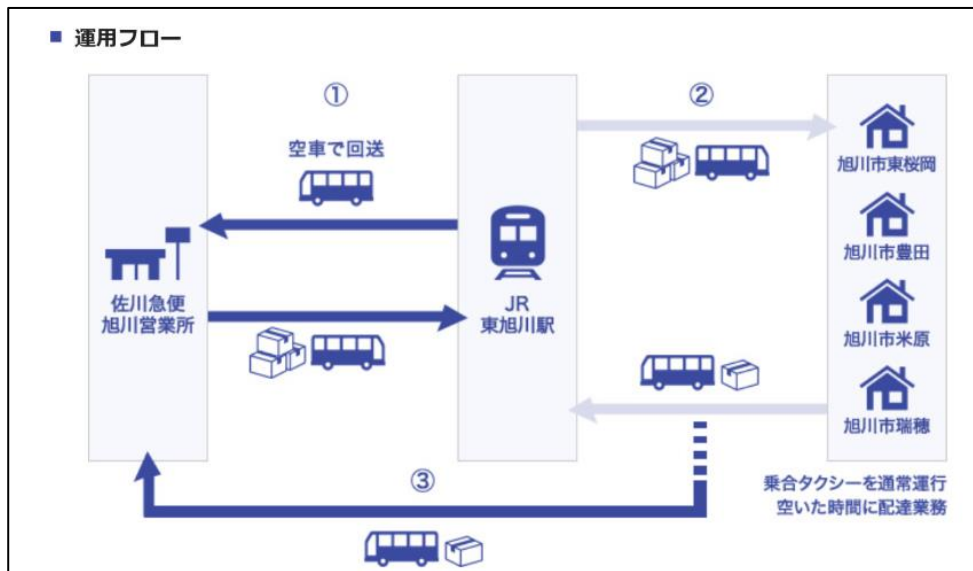 ■ 運用フロー
①
②
空車で回送
旭川市東桜岡
旭川市豊田
佐川急便
旭川営業所
JR
東旭川駅
旭川市米原
旭川市瑞穂
③
乗合タクシーを通常運行
空いた時間に配達業務